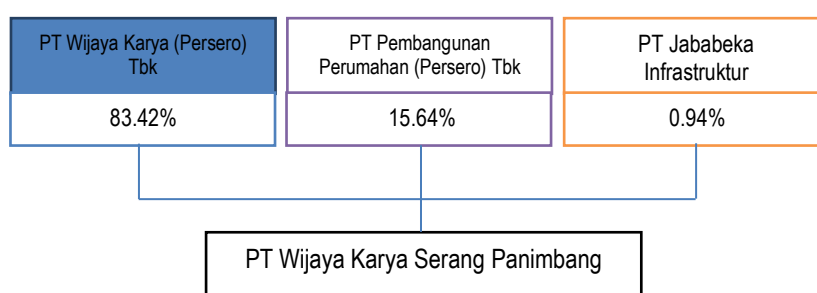 PT Wijaya Karya (Persero)
Tbk
83.42%
PT Pembangunan
Perumahan (Persero) Tbk
15.64%
PT Jababeka
Infrastruktur
0.94%
PT Wijaya Karya Serang Panimbang